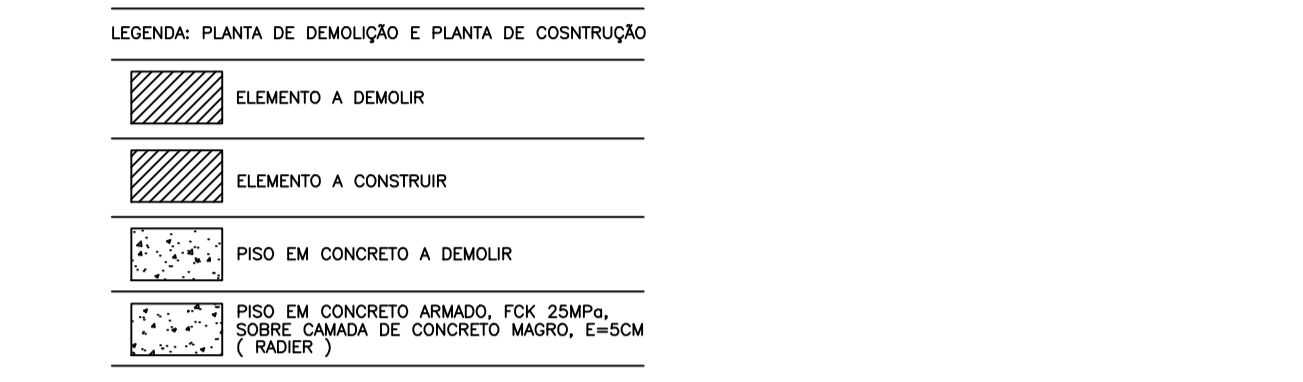 LEGENDA: PLANTA DE DEMOLIÇÃO E PLANTA DE COSNTRUÇÃO
ELEMENTO A DEMOLIR
ELEMENTO A CONSTRUIR
PISO EM CONCRETO A DEMOLIR
PISO EM CONCRETO ARMADO, FCK 25MPa,
SOBRE CAMADA DE CONCRETO MAGRO, E=5CM
( RADIER )